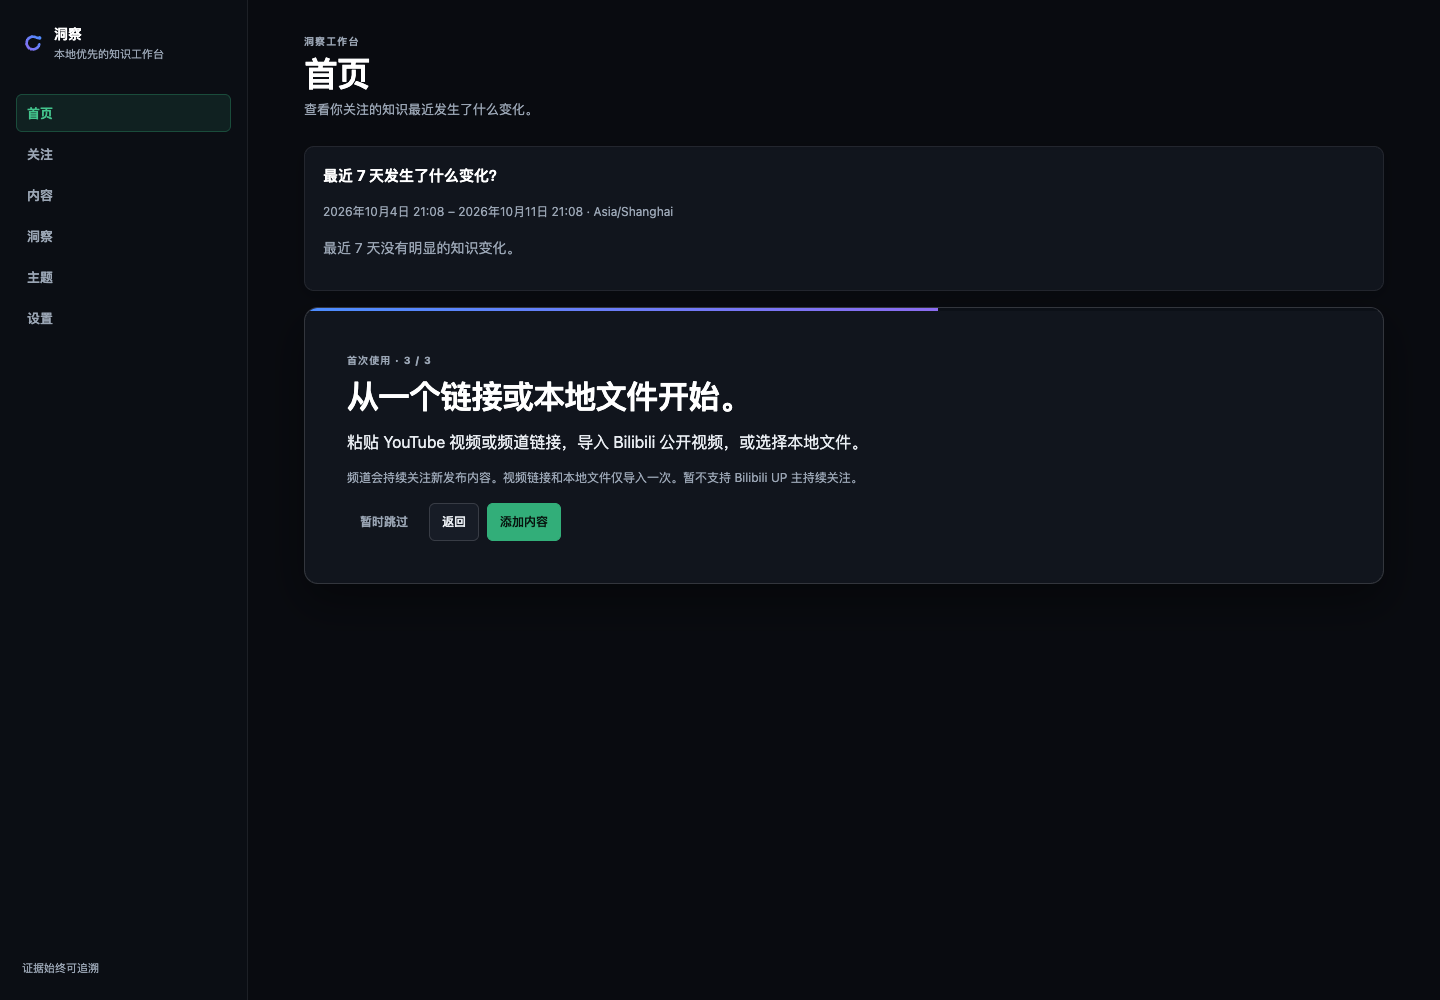 洞察
本地优先的知识工作台
首页
关注
内容
洞察
主题
设置
证据始终可追溯
洞察工作台
首页
查看你关注的知识最近发生了什么变化。
最近 7 天发生了什么变化?
2026年10月4日 21:08 – 2026年10月11日 21:08 · Asia/Shanghai
最近 7 天没有明显的知识变化。
首次使用 · 3 / 3
从一个链接或本地文件开始。
粘贴 YouTube 视频或频道链接，导入 Bilibili 公开视频，或选择本地文件。
频道会持续关注新发布内容。视频链接和本地文件仅导入一次。暂不支持 Bilibili UP 主持续关注。
暂时跳过
返回
添加内容